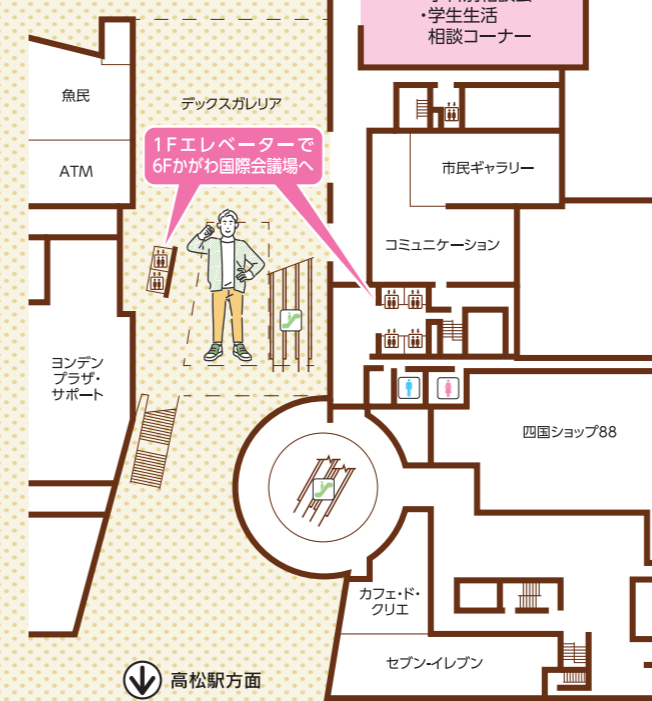 ・学生生活
相談コーナー
魚民
デックスガレリア
ATM
1Fエレベーターで
6Fかがわ国際会議場へ
市民ギャラリー
コミュニケーション
ヨンデン
プラザ・
サポート
四国ショップ88
カフェ・ド・
クリエ
セブン-イレブン
高松駅方面